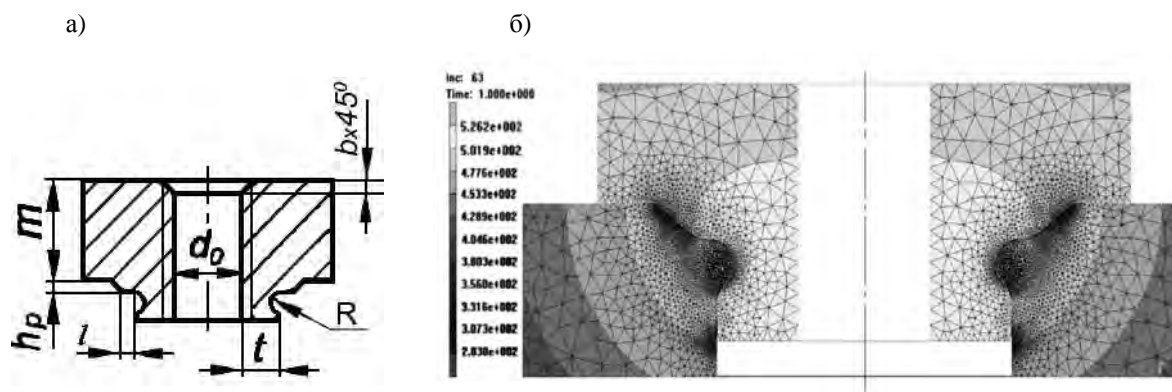 а)
б)
Inc: 63
Time: 1.000e+000
5.262e+002
5.019e+002
4.776e+002
4.533e+002
4.289e+002
4.046e+002
3.803e+002
3.560e+002
3.316e+002
3.073e+002
2.830e+002
b×45⁰
m
d₀
hр
l
t
R